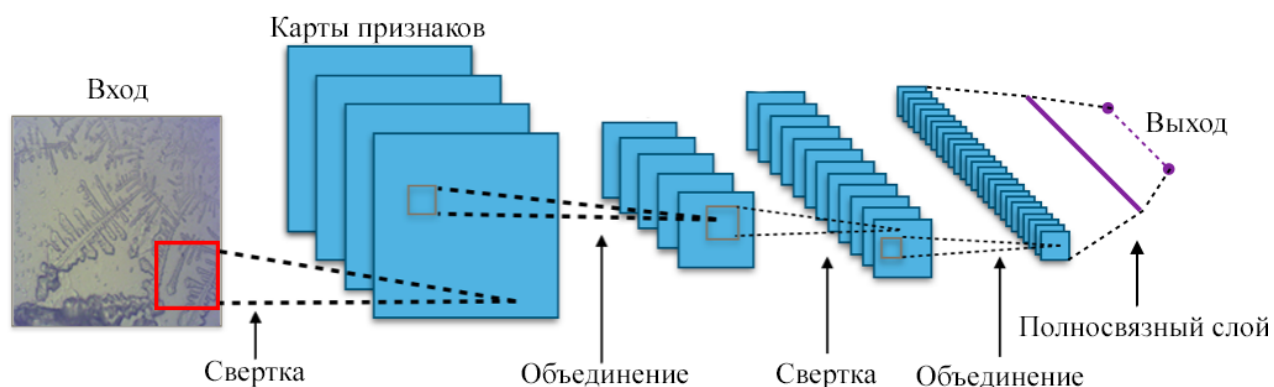 Карты признаков
Вход
Выход
Полносвязный слой
Свертка
Объединение
Свертка
Объединение